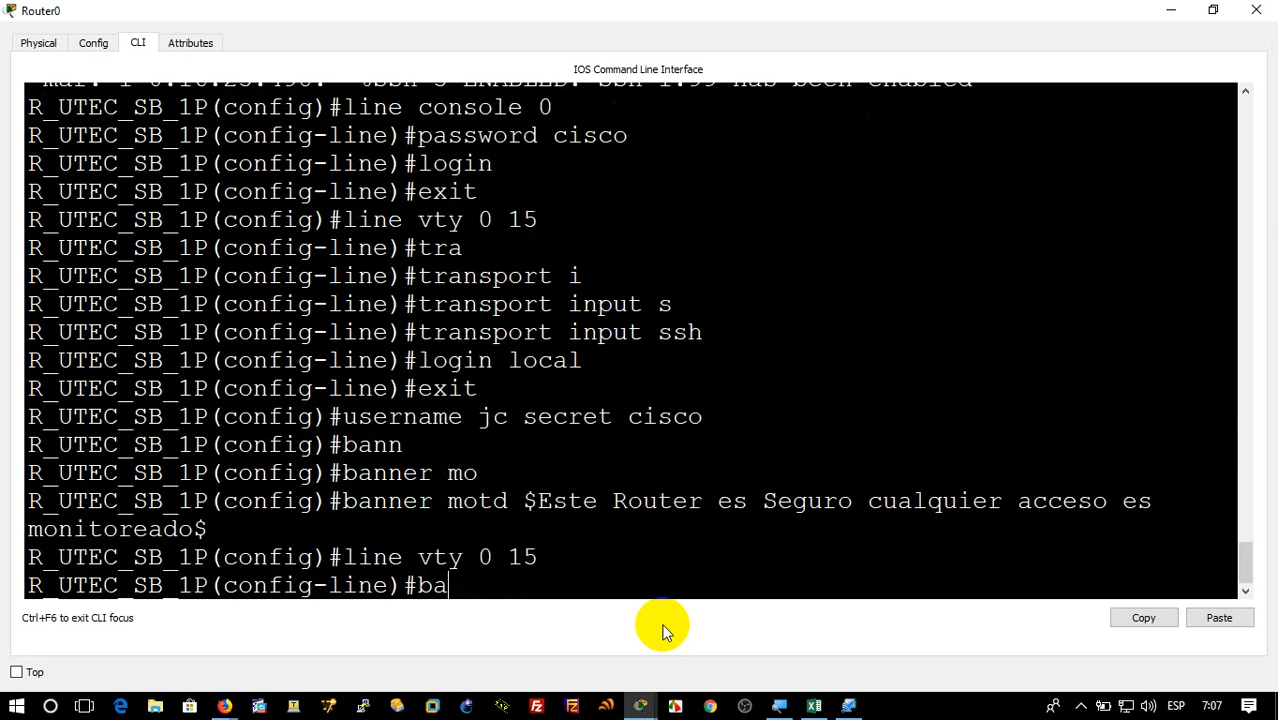 Router0
Physical
Config
CLI
Attributes
IOS Command Line Interface
R_UTEC_SB_1P(config)#line console 0
R_UTEC_SB_1P(config-line)#password cisco
R_UTEC_SB_1P(config-line)#login
R_UTEC_SB_1P(config-line)#exit
R_UTEC_SB_1P(config)#line vty 0 15
R_UTEC_SB_1P(config-line)#tra
R_UTEC_SB_1P(config-line)#transport i
R_UTEC_SB_1P(config-line)#transport input s
R_UTEC_SB_1P(config-line)#transport input ssh
R_UTEC_SB_1P(config-line)#login local
R_UTEC_SB_1P(config-line)#exit
R_UTEC_SB_1P(config)#username jc secret cisco
R_UTEC_SB_1P(config)#bann
R_UTEC_SB_1P(config)#banner mo
R_UTEC_SB_1P(config)#banner motd $Este Router es Seguro cualquier acceso es
monitoreado$
R_UTEC_SB_1P(config)#line vty 0 15
R_UTEC_SB_1P(config-line)#ba
Ctrl+F6 to exit CLI focus
Copy
Paste
Top
ESP
7:07